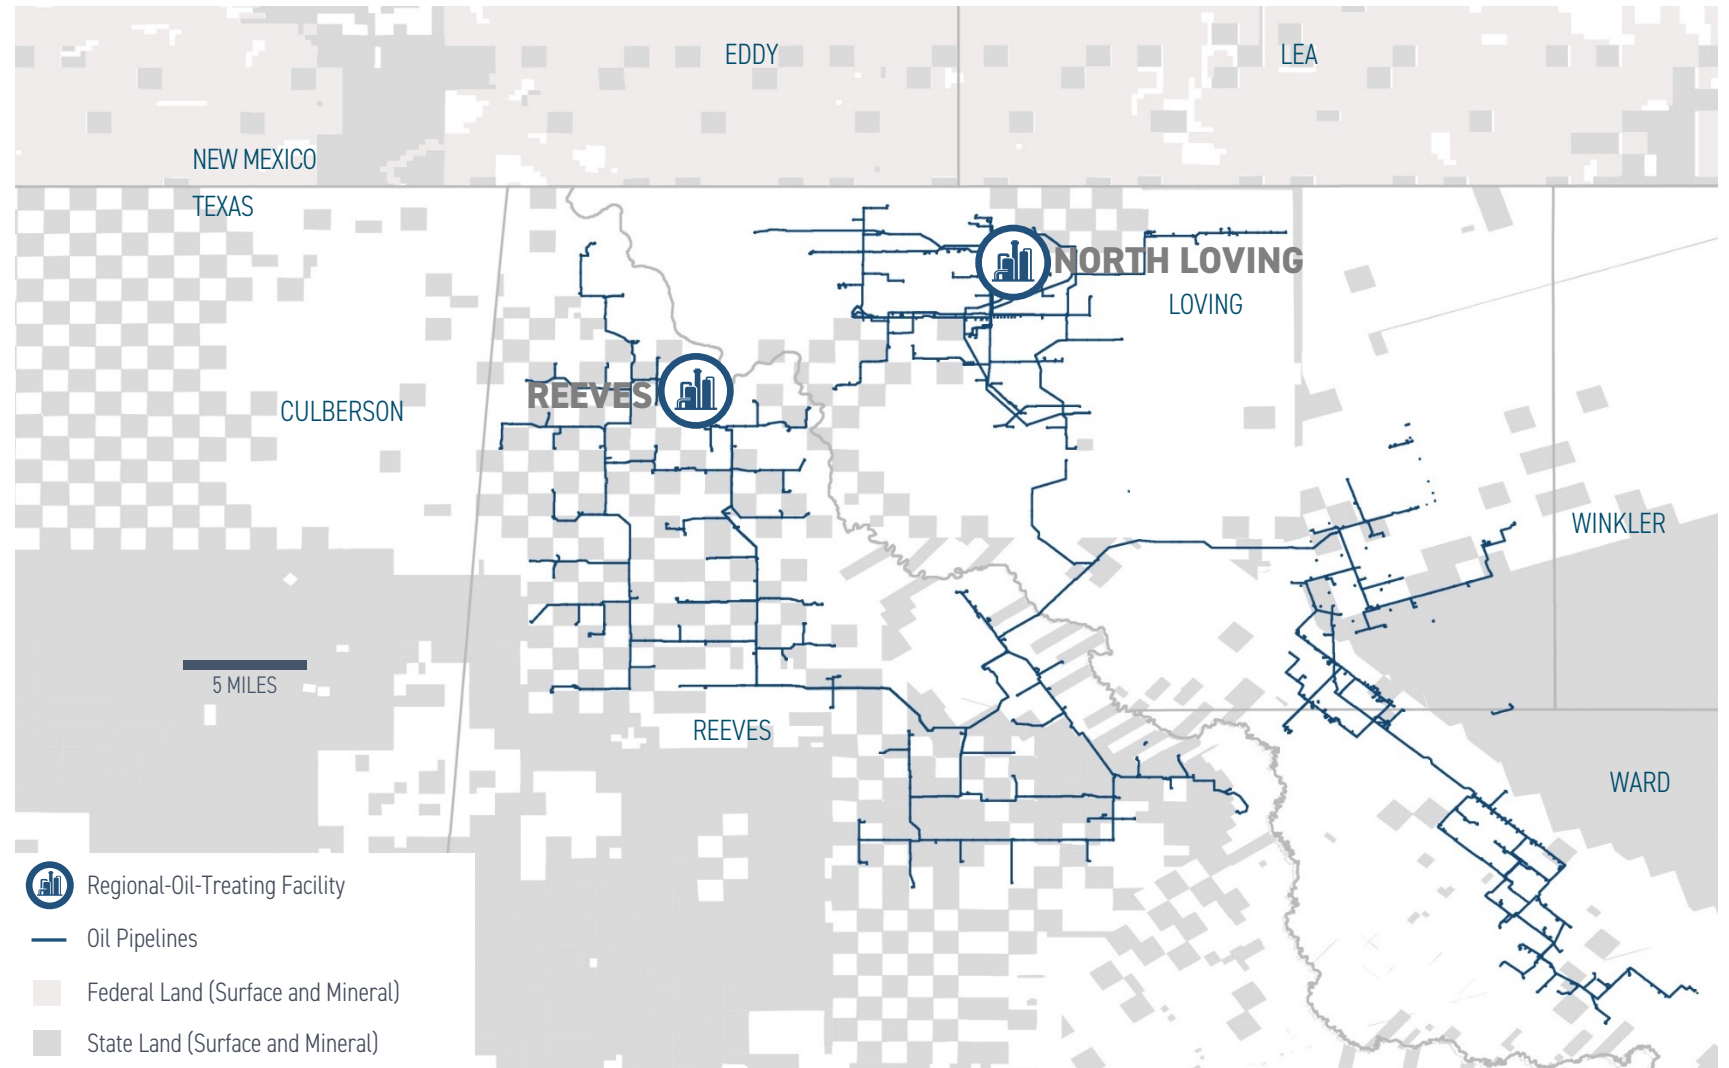 EDDY
LEA
NEW MEXICO
TEXAS
NORTH LOVING
LOVING
REEVES
CULBERSON
WINKLER
5 MILES
REEVES
WARD
Regional-Oil-Treating Facility
Oil Pipelines
Federal Land (Surface and Mineral)
State Land (Surface and Mineral)